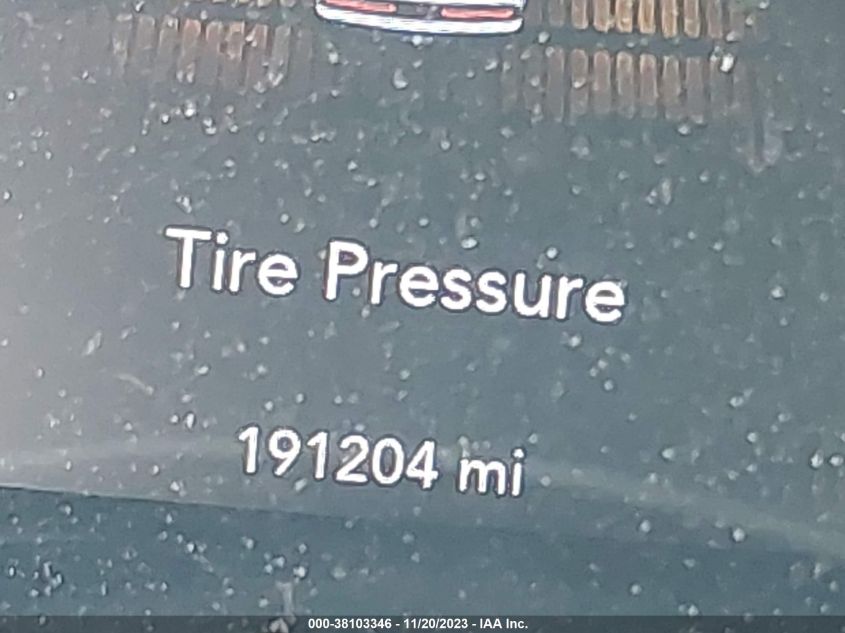 Tire Pressure
191204 mi
000-38103346 - 11/20/2023 - IAA Inc.